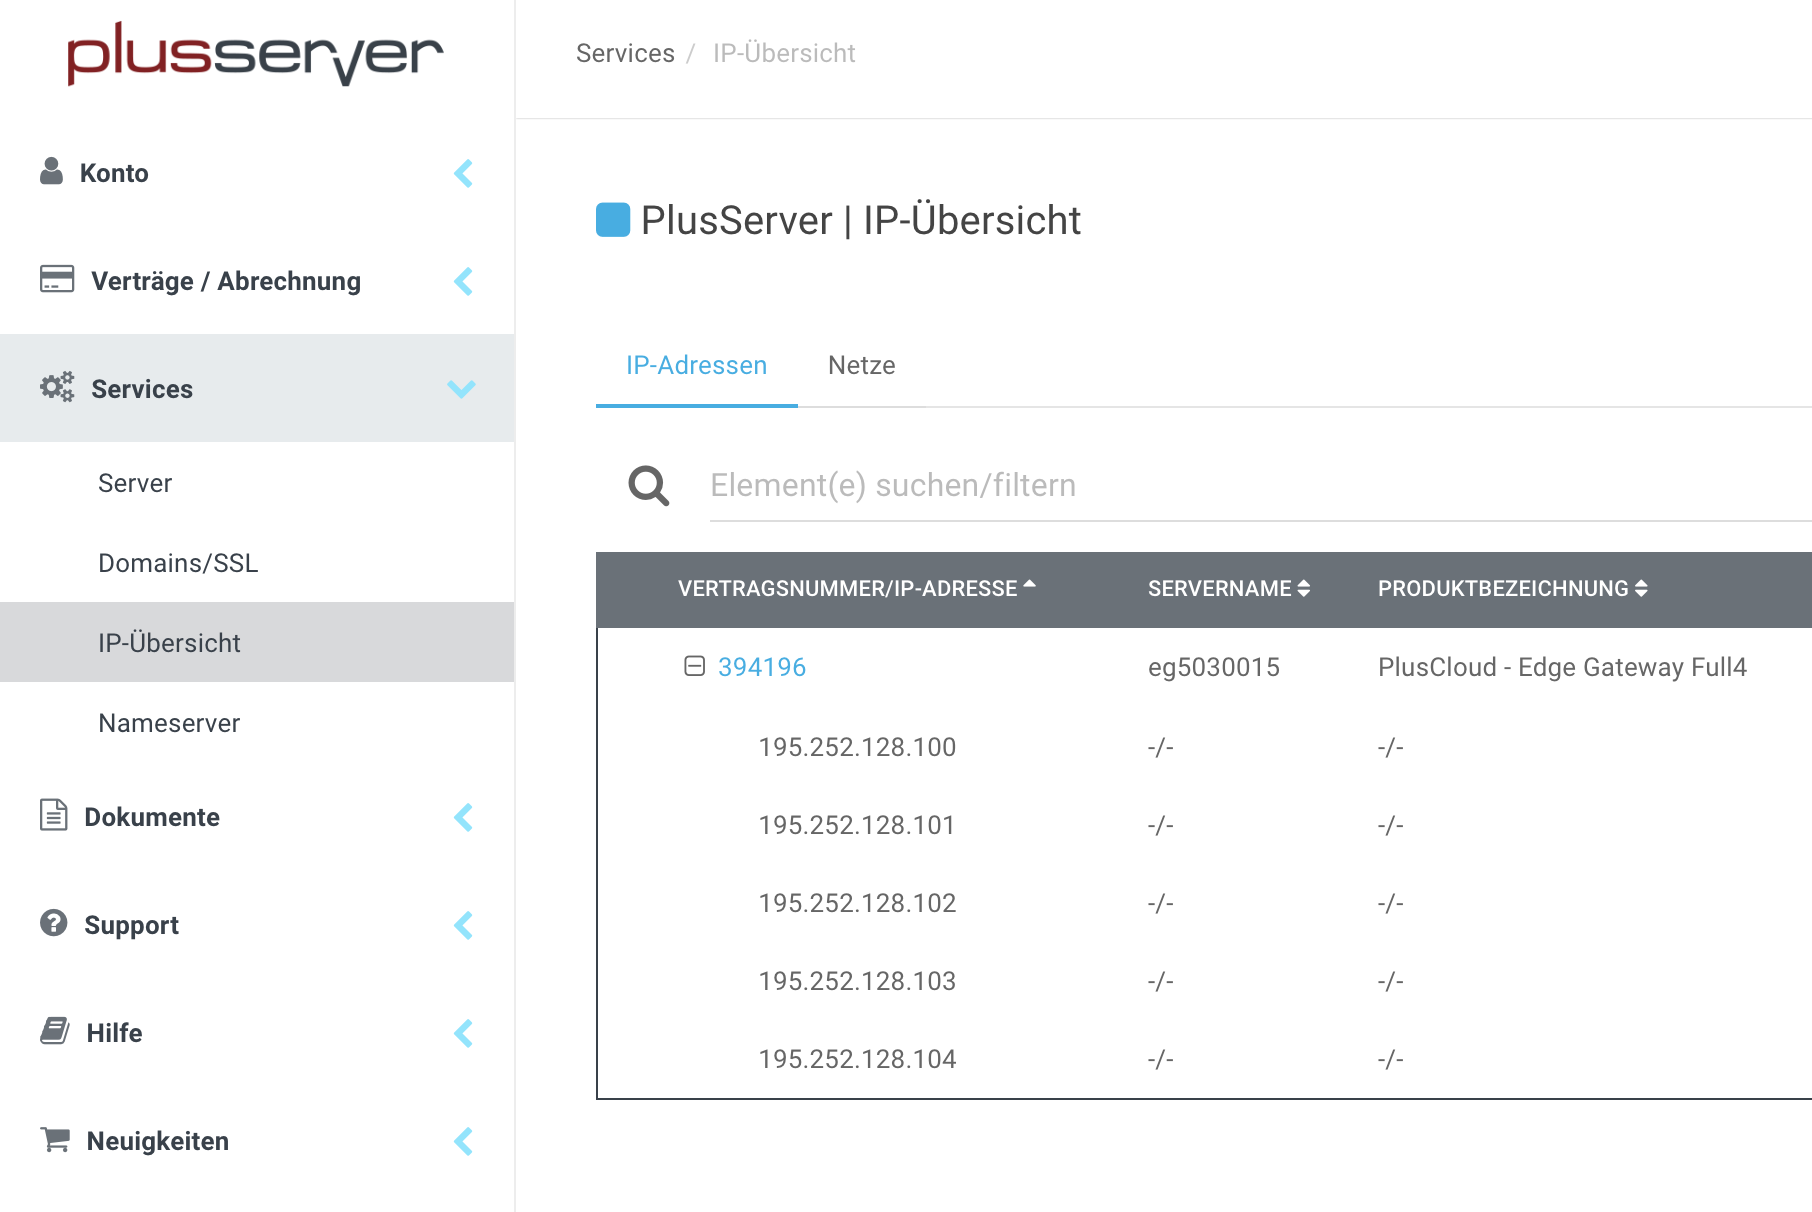 plusserver
Konto
Verträge / Abrechnung
Services
Server
Domains/SSL
IP-Übersicht
Nameserver
Dokumente
Support
Hilfe
Neuigkeiten
Services / IP-Übersicht
PlusServer | IP-Übersicht
IP-Adressen Netze
Element(e) suchen/filtern
VERTRAGSNUMMER/IP-ADRESSE SERVERNAME PRODUKTBEZEICHNUNG
394196 eg5030015 PlusCloud - Edge Gateway Full4
195.252.128.100 -/- -/-
195.252.128.101 -/- -/-
195.252.128.102 -/- -/-
195.252.128.103 -/- -/-
195.252.128.104 -/- -/-